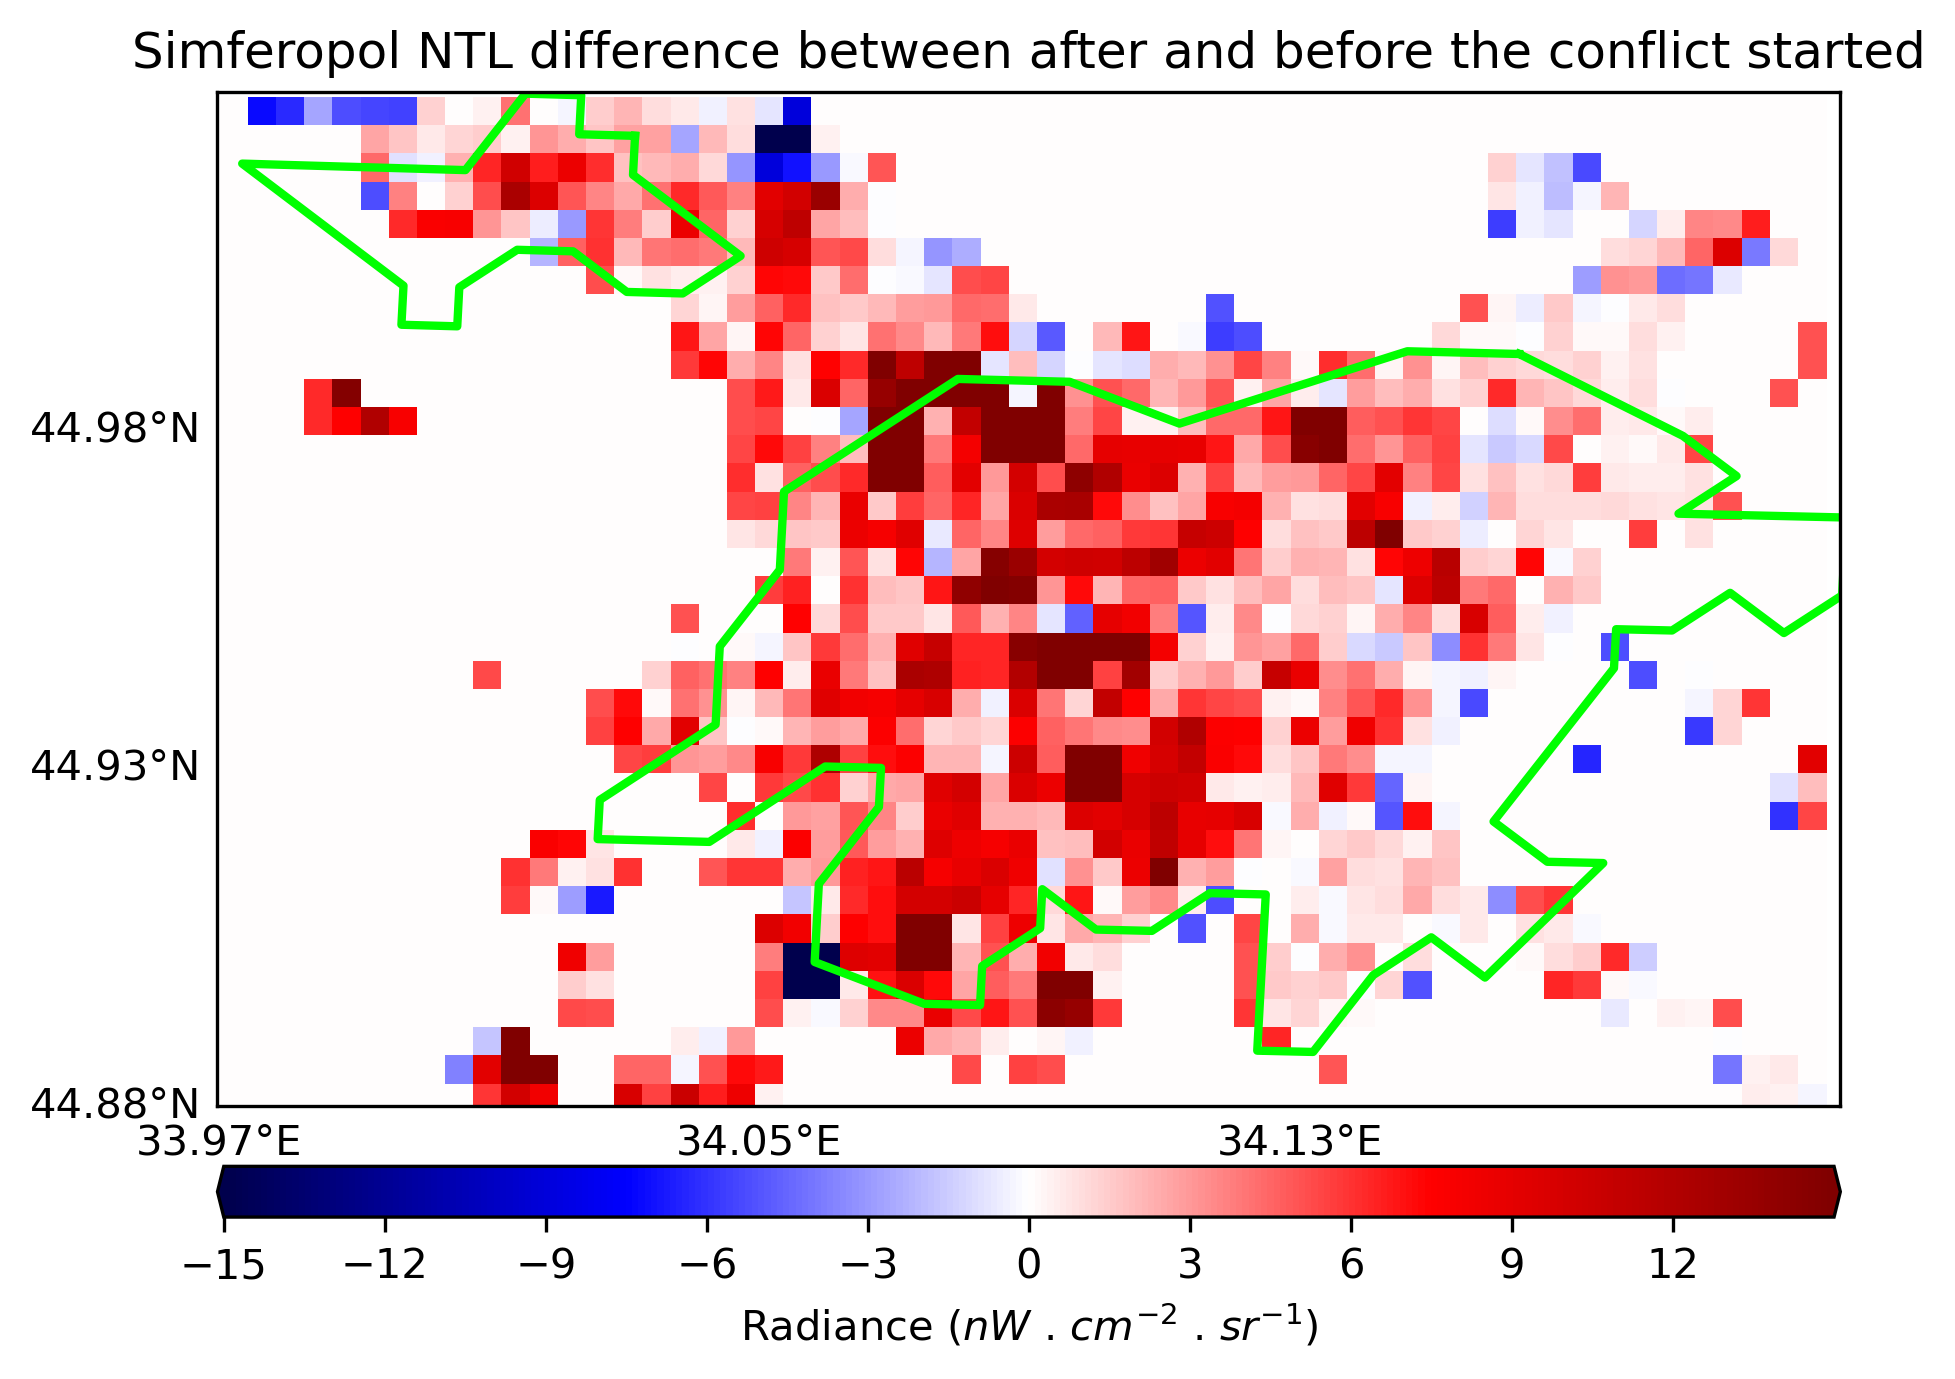 Simferopol NTL difference between after and before the conflict started
44.98°N
44.93°N
44.88°N
33.97°E 34.05°E 34.13°E
−15 −12 −9 −6 −3 0 3 6 9 12
Radiance (nW . cm⁻² . sr⁻¹)